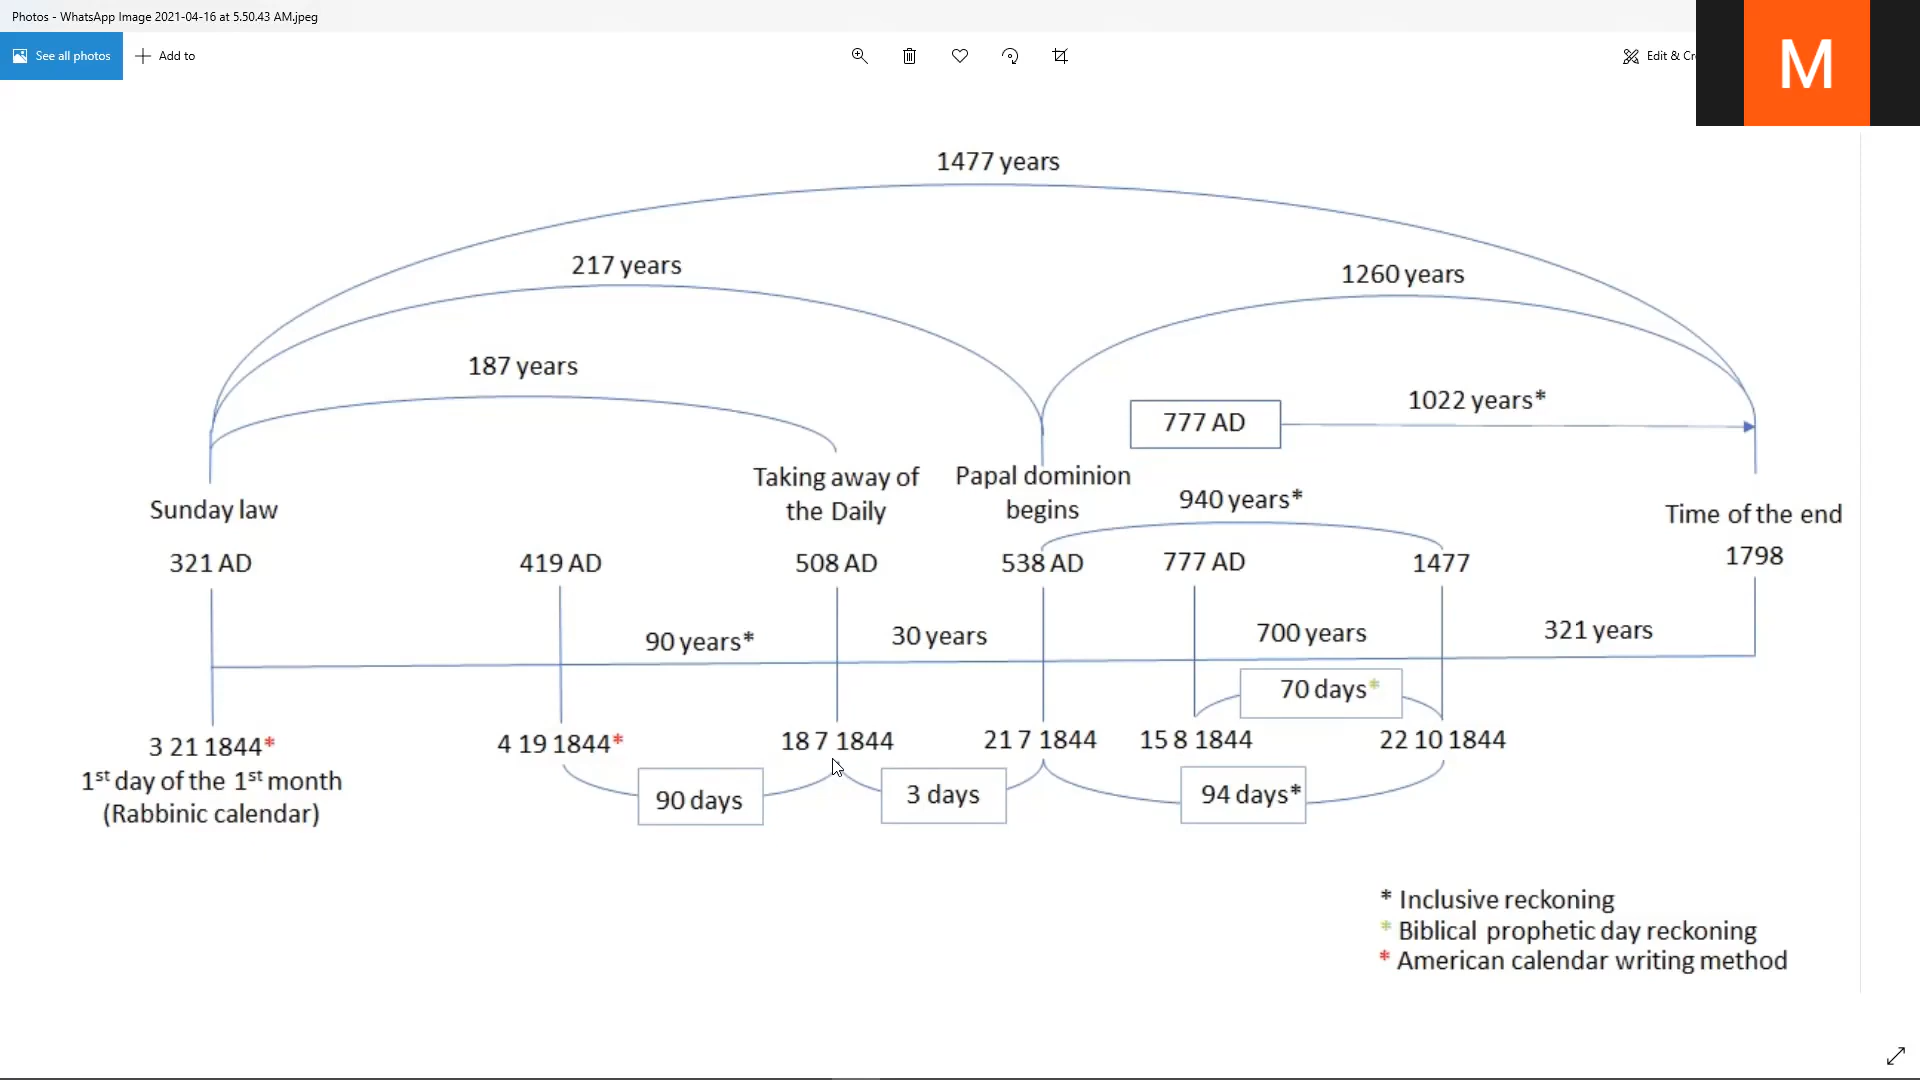 Photos - WhatsApp Image 2021-04-16 at 5.50.43 AM.jpeg
See all photos
Add to
Edit & Cr
M
1477 years
217 years
1260 years
187 years
1022 years*
777 AD
Taking away of
the Daily
Papal dominion
begins
940 years*
Sunday law
Time of the end
321 AD
419 AD
508 AD
538 AD
777 AD
1477
1798
90 years*
30 years
700 years
321 years
70 days*
3 21 1844*
4 19 1844*
18 7 1844
21 7 1844
15 8 1844
22 10 1844
1st day of the 1st month
(Rabbinic calendar)
90 days
3 days
94 days*
* Inclusive reckoning
* Biblical prophetic day reckoning
* American calendar writing method